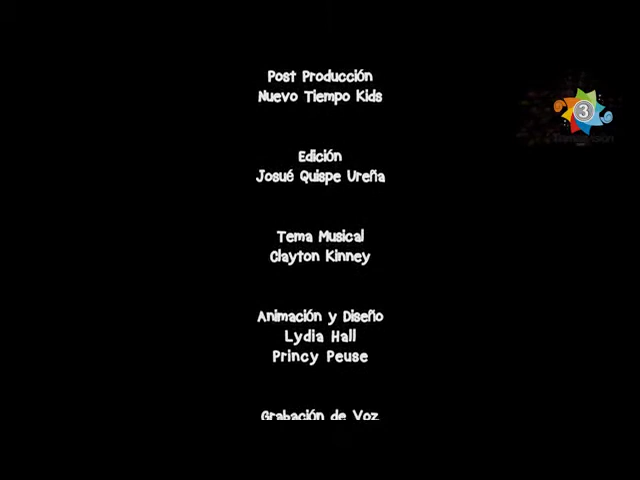 Post Producción
Nuevo Tiempo Kids
Edición
Josué Quispe Ureña
Tema Musical
Clayton Kinney
Animación y Diseño
Lydia Hall
Princy Peuse
Grabación de Voz
3